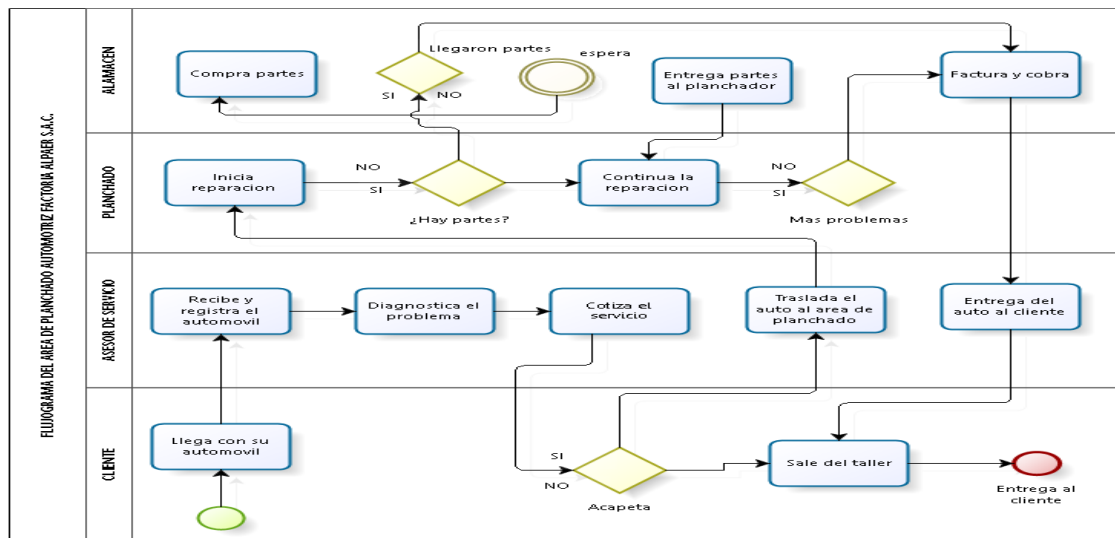 FLUJOGRAMA DEL AREA DE PLANCHADO AUTOMOTRIZ FACTORIA ALPAER S.A.C.
ALAMACEN
Compra partes
Llegaron partes
SI
NO
espera
Entrega partes
al planchador
Factura y cobra
PLANCHADO
Inicia
reparacion
NO
SI
¿Hay partes?
Continua la
reparacion
NO
SI
Mas problemas
ASESOR DE SERVICIO
Recibe y
registra el
automovil
Diagnostica el
problema
Cotiza el
servicio
Traslada el
auto al area de
planchado
Entrega del
auto al cliente
CLIENTE
Llega con su
automovil
SI
NO
Acapeta
Sale del taller
Entrega al
cliente